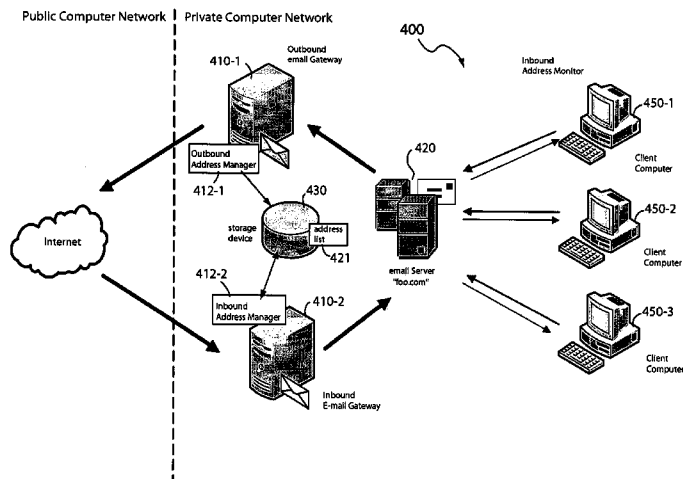 Public Computer Network
Private Computer Network
400
410-1
Outbound
email Gateway
Inbound
Address Monitor
450-1
Client
Computer
Outbound
Address Manager
412-1
420
430
storage
device
address
list
421
450-2
Client
Computer
Internet
email Server
"foo.com"
412-2
Inbound
Address Manager
410-2
450-3
Client
Computer
Inbound
E-mail Gateway